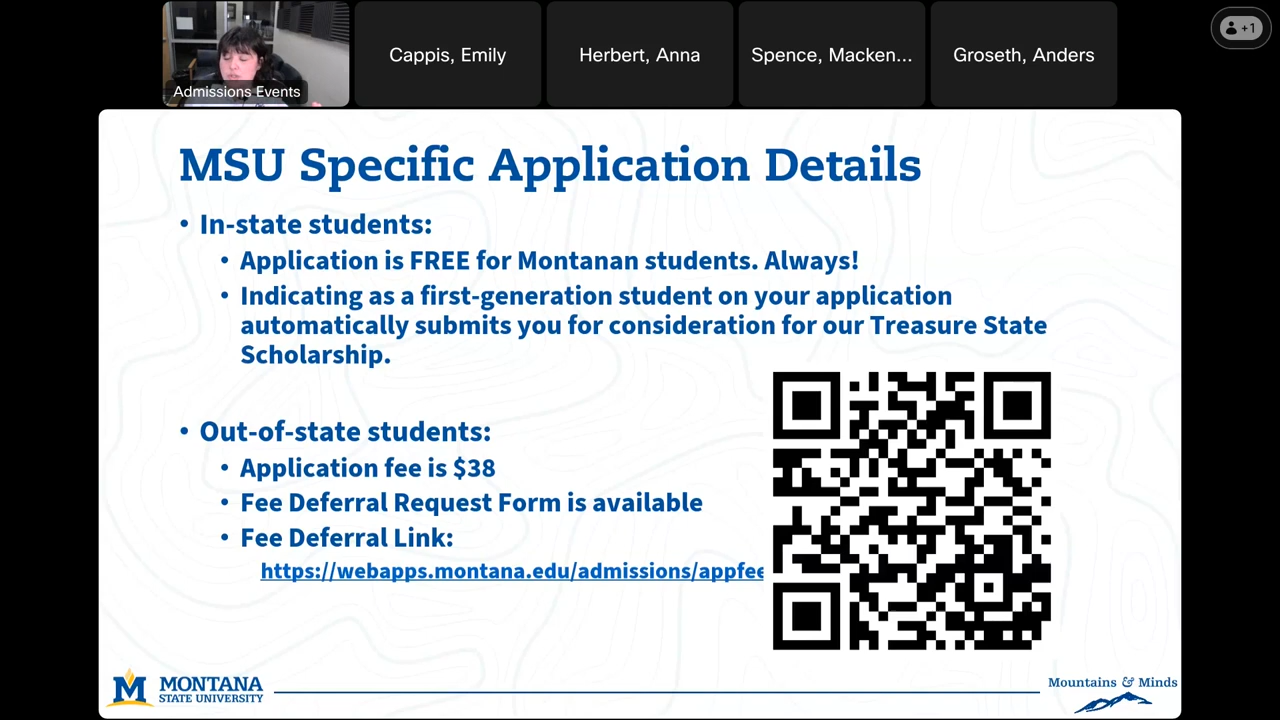 Admissions Events
Cappis, Emily
Herbert, Anna
Spence, Macken...
Groseth, Anders
+1
MSU Specific Application Details
• In-state students:
• Application is FREE for Montanan students. Always!
• Indicating as a first-generation student on your application
automatically submits you for consideration for our Treasure State
Scholarship.
• Out-of-state students:
• Application fee is $38
• Fee Deferral Request Form is available
• Fee Deferral Link:
https://webapps.montana.edu/admissions/appfee
M MONTANA
STATE UNIVERSITY
Mountains & Minds